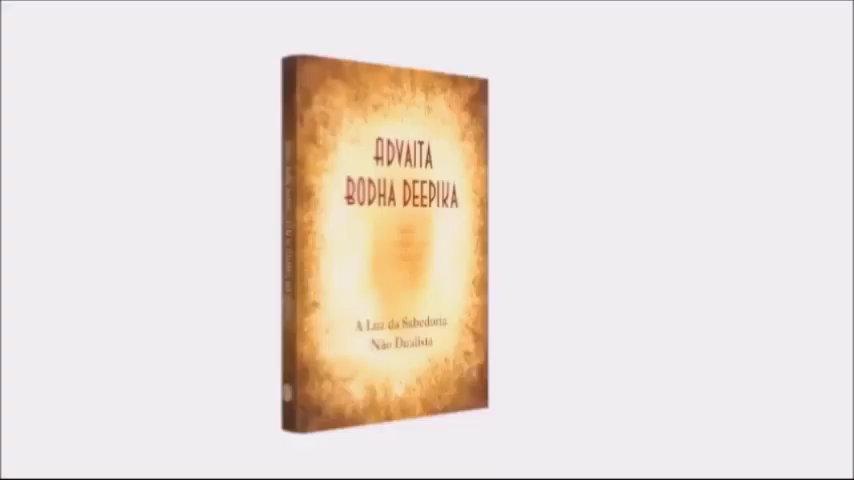 ADVAITA
BODHA DEEPIKA
A Luz da Sabedoria
Não Dualista